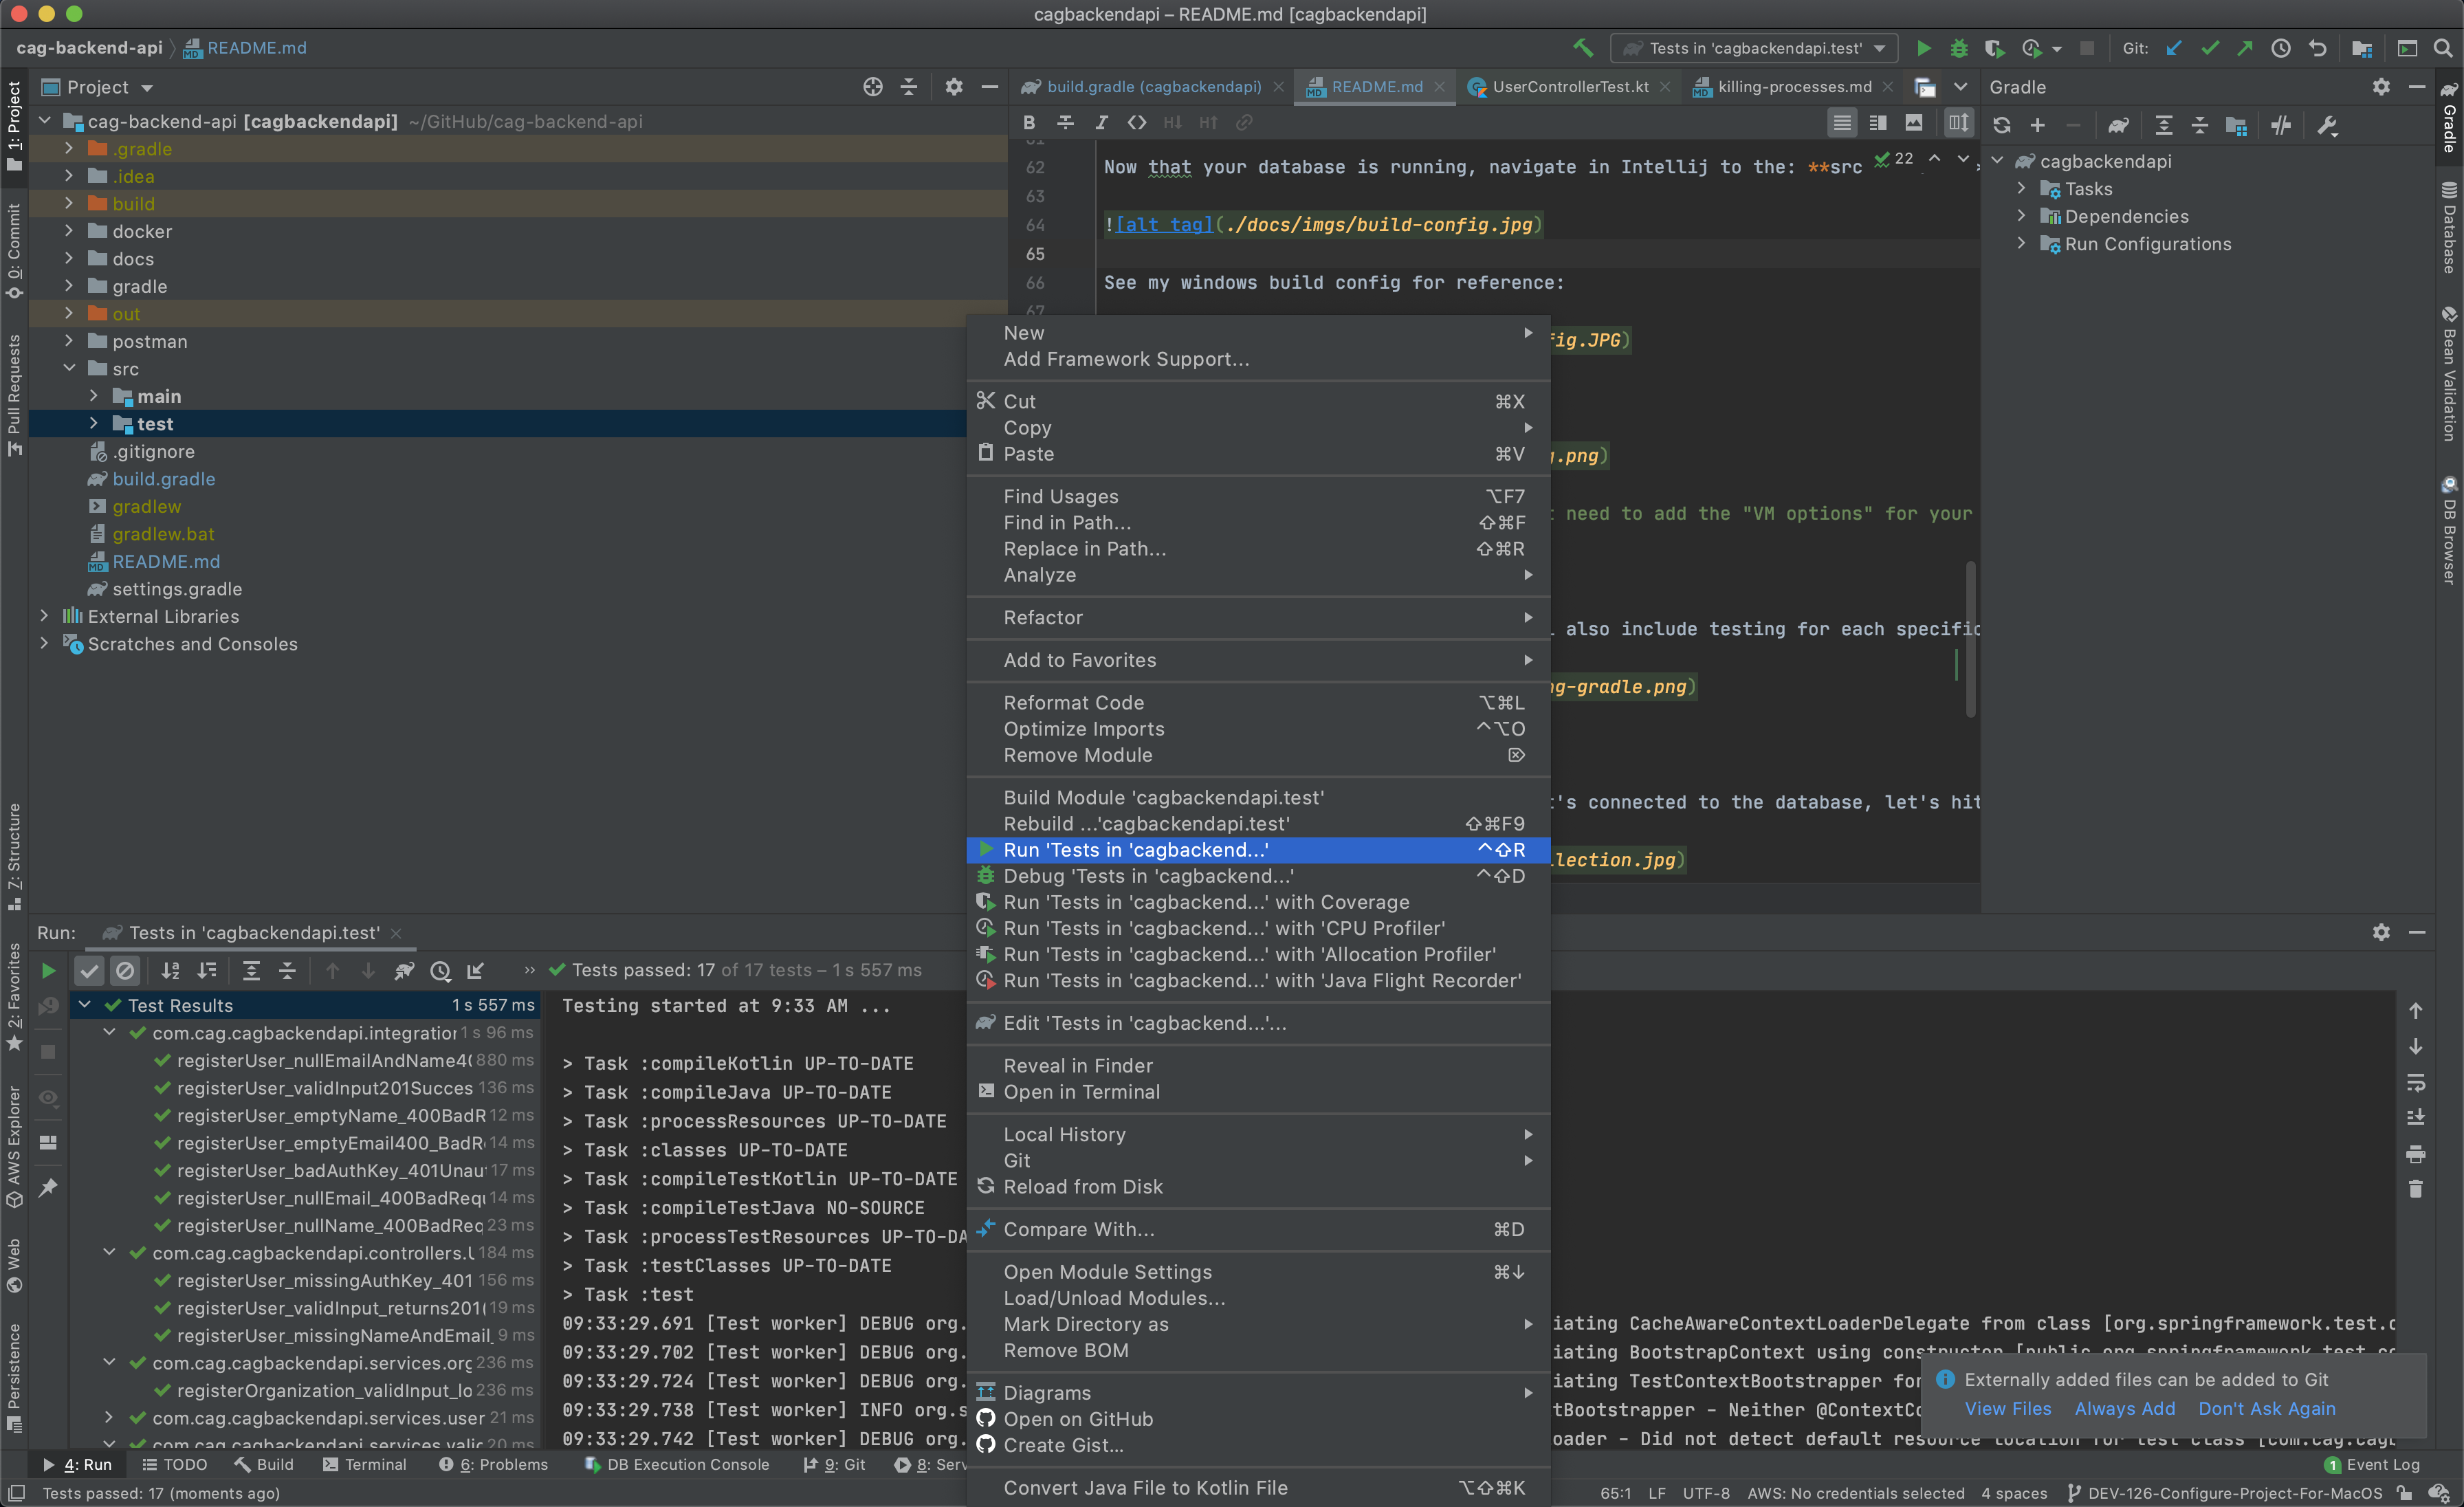 cagbackendapi – README.md [cagbackendapi]
cag-backend-api README.md
Tests in 'cagbackendapi.test'
Git:
Project
build.gradle (cagbackendapi)
README.md
UserControllerTest.kt
killing-processes.md
Gradle
1: Project
0: Commit
Pull Requests
7: Structure
2: Favorites
AWS Explorer
Web
Persistence
cag-backend-api [cagbackendapi] ~/GitHub/cag-backend-api
.gradle
.idea
build
docker
docs
gradle
out
postman
src
main
test
.gitignore
build.gradle
gradlew
gradlew.bat
README.md
settings.gradle
External Libraries
Scratches and Consoles
61
62 Now that your database is running, navigate in Intellij to the: **src
22
63
64 ![alt tag](./docs/imgs/build-config.jpg)
65
66 See my windows build config for reference:
67
fig.JPG)
.png)
need to add the "VM options" for your
also include testing for each specific
ng-gradle.png)
's connected to the database, let's hit
lection.jpg)
cagbackendapi
Tasks
Dependencies
Run Configurations
Gradle
Database
Bean Validation
DB Browser
New
Add Framework Support...
Cut ⌘X
Copy
Paste ⌘V
Find Usages ⌥F7
Find in Path... ⇧⌘F
Replace in Path... ⇧⌘R
Analyze
Refactor
Add to Favorites
Reformat Code ⌥⌘L
Optimize Imports ^⌥O
Remove Module ⌦
Build Module 'cagbackendapi.test'
Rebuild ...'cagbackendapi.test' ⇧⌘F9
Run 'Tests in 'cagbackend...' ^⇧R
Debug 'Tests in 'cagbackend...' ^⇧D
Run 'Tests in 'cagbackend...' with Coverage
Run 'Tests in 'cagbackend...' with 'CPU Profiler'
Run 'Tests in 'cagbackend...' with 'Allocation Profiler'
Run 'Tests in 'cagbackend...' with 'Java Flight Recorder'
Edit 'Tests in 'cagbackend...'...
Reveal in Finder
Open in Terminal
Local History
Git
Reload from Disk
Compare With... ⌘D
Open Module Settings ⌘↓
Load/Unload Modules...
Mark Directory as
Remove BOM
Diagrams
Open on GitHub
Create Gist...
Convert Java File to Kotlin File ⌥⇧⌘K
Run: Tests in 'cagbackendapi.test'
Tests passed: 17 of 17 tests – 1 s 557 ms
Test Results 1 s 557 ms
com.cag.cagbackendapi.integration 1 s 96 ms
registerUser_nullEmailAndName4( 880 ms
registerUser_validInput201Succes 136 ms
registerUser_emptyName_400BadR 12 ms
registerUser_emptyEmail400_BadR 14 ms
registerUser_badAuthKey_401Unau 17 ms
registerUser_nullEmail_400BadRequ 14 ms
registerUser_nullName_400BadReq 23 ms
com.cag.cagbackendapi.controllers.U 184 ms
registerUser_missingAuthKey_401 156 ms
registerUser_validInput_returns201( 19 ms
registerUser_missingNameAndEmail_ 9 ms
com.cag.cagbackendapi.services.org 236 ms
registerOrganization_validInput_lo 236 ms
com.cag.cagbackendapi.services.user 21 ms
com.cag.cagbackendapi.services.valid 20 ms
Testing started at 9:33 AM ...
> Task :compileKotlin UP-TO-DATE
> Task :compileJava UP-TO-DATE
> Task :processResources UP-TO-DATE
> Task :classes UP-TO-DATE
> Task :compileTestKotlin UP-TO-DATE
> Task :compileTestJava NO-SOURCE
> Task :processTestResources UP-TO-DA
> Task :testClasses UP-TO-DATE
> Task :test
09:33:29.691 [Test worker] DEBUG org. iating CacheAwareContextLoaderDelegate from class [org.springframework.test.c
09:33:29.702 [Test worker] DEBUG org. iating BootstrapContext using constructor [public org.springframework.test.co
09:33:29.724 [Test worker] DEBUG org. iating TestContextBootstrapper for
09:33:29.738 [Test worker] INFO org.s tBootstrapper - Neither @ContextCo
09:33:29.742 [Test worker] DEBUG org. oader - Did not detect default resource location for test class [com.cag.cagb
Externally added files can be added to Git
View Files Always Add Don't Ask Again
4: Run
TODO
Build
Terminal
6: Problems
DB Execution Console
9: Git
8: Serv
1 Event Log
Tests passed: 17 (moments ago)
65:1 LF UTF-8 AWS: No credentials selected 4 spaces DEV-126-Configure-Project-For-MacOS